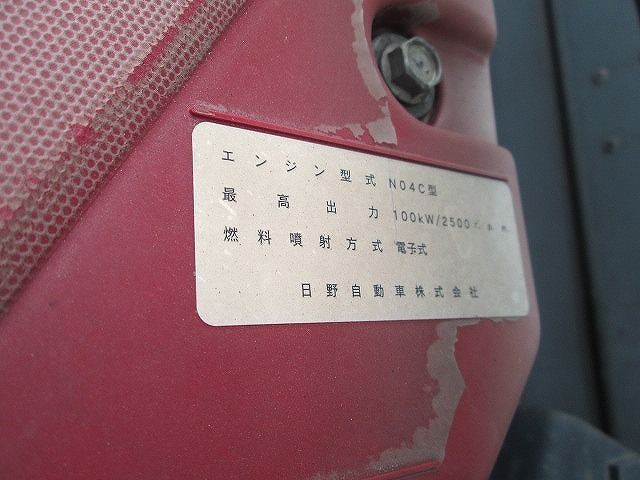 エンジン型式 N04C型
最高出力 100kW/2500 r.p.m.
燃料噴射方式 電子式
日野自動車株式会社